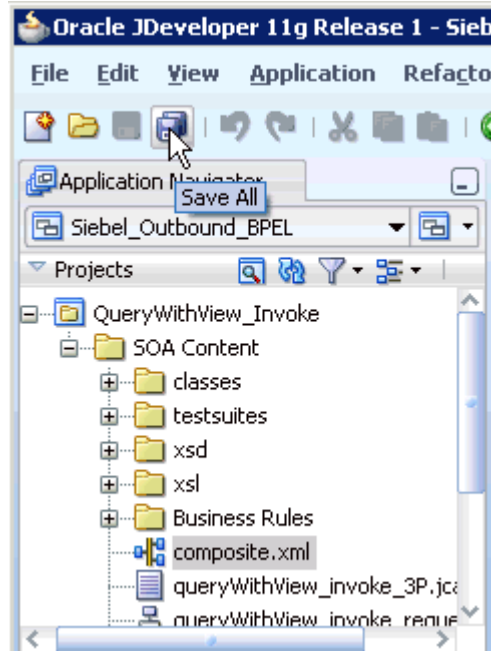 Oracle JDeveloper 11g Release 1 - Sieb
File Edit View Application Refacto
Application Navigator
Save All
Siebel_Outbound_BPEL
Projects
QueryWithView_Invoke
SOA Content
classes
testsuites
xsd
xsl
Business Rules
composite.xml
queryWithView_invoke_3P.jca
queryWithView_invoke_reque